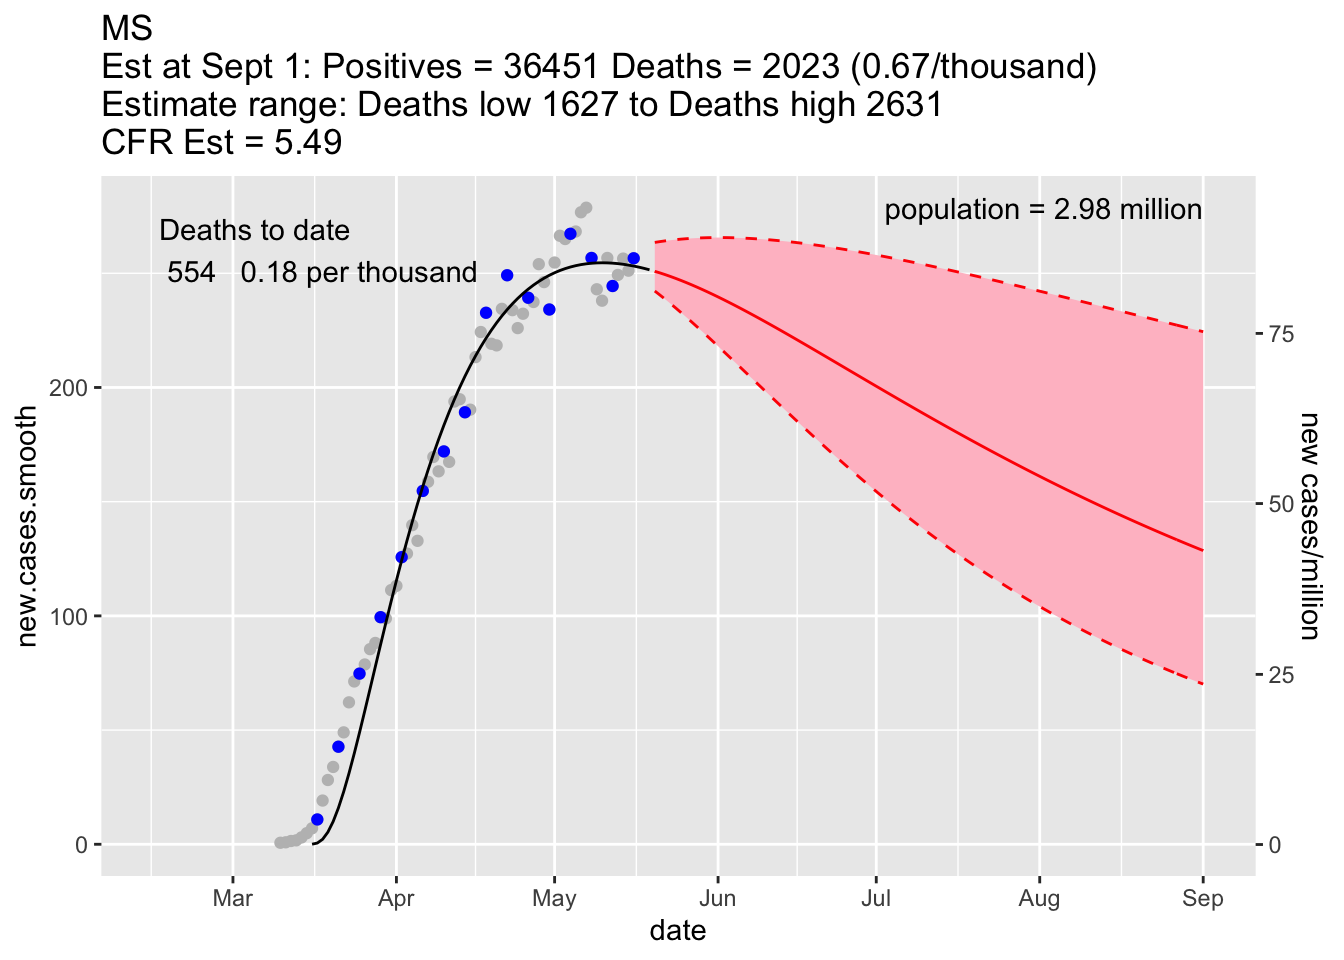 MS
Est at Sept 1: Positives = 36451 Deaths = 2023 (0.67/thousand)
Estimate range: Deaths low 1627 to Deaths high 2631
CFR Est = 5.49
population = 2.98 million
Deaths to date
554 0.18 per thousand
new.cases.smooth
200
100
0
75
50
25
0
new cases/million
Mar Apr May Jun Jul Aug Sep
date